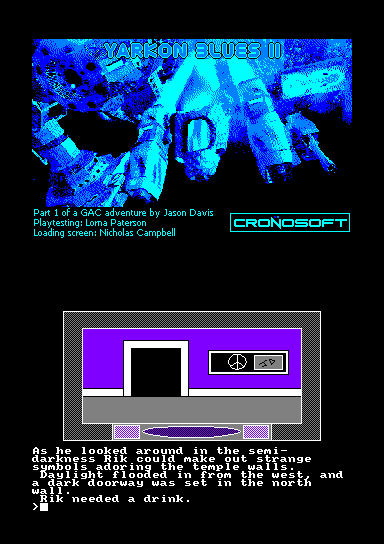 YARKON BLUES II
Part 1 of a GAC adventure by Jason Davis
Playtesting: Lorna Paterson
Loading screen: Nicholas Campbell
CRONOSOFT
JD
As he looked around in the semi-
darkness Rik could make out strange
symbols adoring the temple walls.
Daylight flooded in from the west, and
a dark doorway was set in the north
wall.
Rik needed a drink.
>